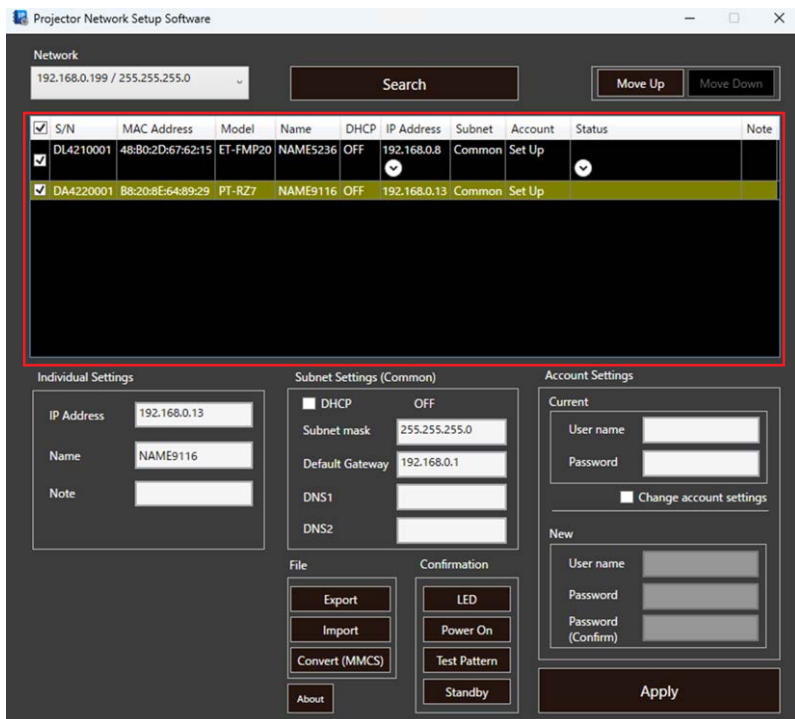 Projector Network Setup Software
Network
192.168.0.199 / 255.255.255.0
Search
Move Up Move Down
S/N MAC Address Model Name DHCP IP Address Subnet Account Status Note
DL4210001 48:B0:2D:67:62:15 ET-FMP20 NAME5236 OFF 192.168.0.8 Common Set Up
DA4220001 B8:20:8E:64:89:29 PT-RZ7 NAME9116 OFF 192.168.0.13 Common Set Up
Individual Settings
IP Address 192.168.0.13
Name NAME9116
Note
Subnet Settings (Common)
DHCP OFF
Subnet mask 255.255.255.0
Default Gateway 192.168.0.1
DNS1
DNS2
Account Settings
Current
User name
Password
Change account settings
New
User name
Password
Password
(Confirm)
File
Export
Import
Convert (MMCS)
About
Confirmation
LED
Power On
Test Pattern
Standby
Apply